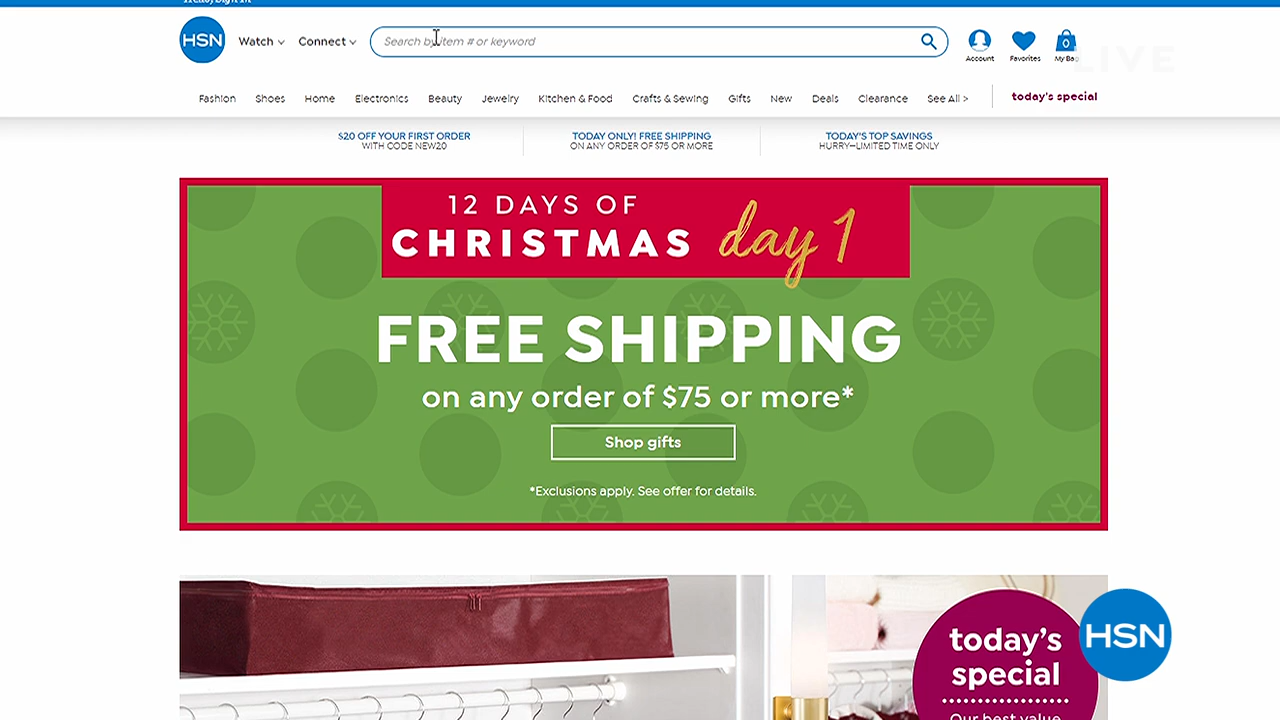 HSN
Watch
Connect
Search by item # or keyword
Account
Favorites
0
My Bag
LIVE
Fashion
Shoes
Home
Electronics
Beauty
Jewelry
Kitchen & Food
Crafts & Sewing
Gifts
New
Deals
Clearance
See All >
today's special
$20 OFF YOUR FIRST ORDER
WITH CODE NEW20
TODAY ONLY! FREE SHIPPING
ON ANY ORDER OF $75 OR MORE
TODAY'S TOP SAVINGS
HURRY—LIMITED TIME ONLY
12 DAYS OF
CHRISTMAS
day 1
FREE SHIPPING
on any order of $75 or more*
Shop gifts
*Exclusions apply. See offer for details.
today's
special
Our best value
HSN